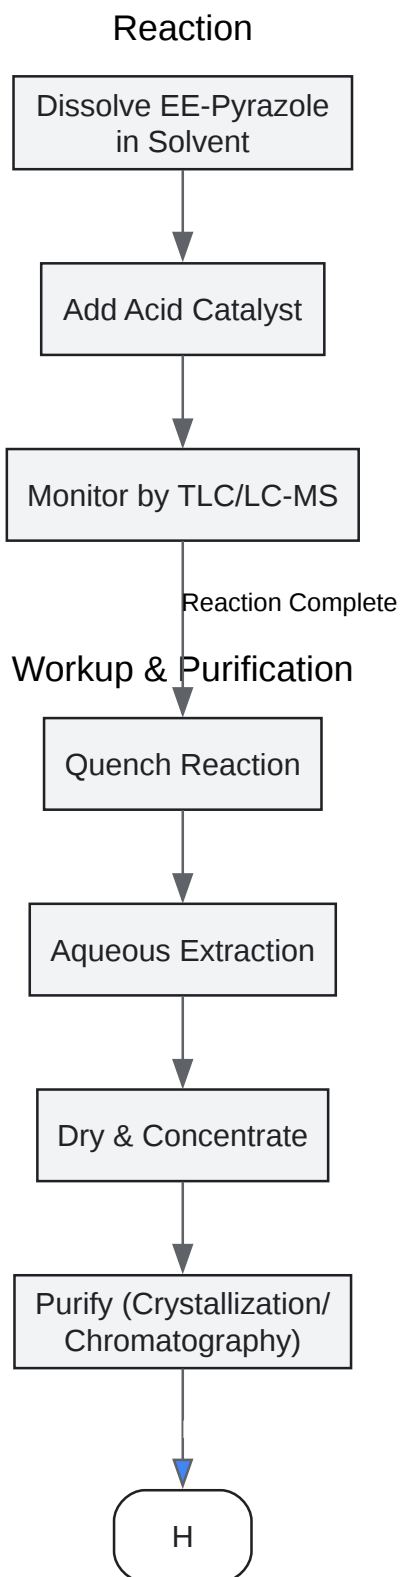 Reaction
Dissolve EE-Pyrazole
in Solvent
Add Acid Catalyst
Monitor by TLC/LC-MS
Reaction Complete
Workup & Purification
Quench Reaction
Aqueous Extraction
Dry & Concentrate
Purify (Crystallization/
Chromatography)
H